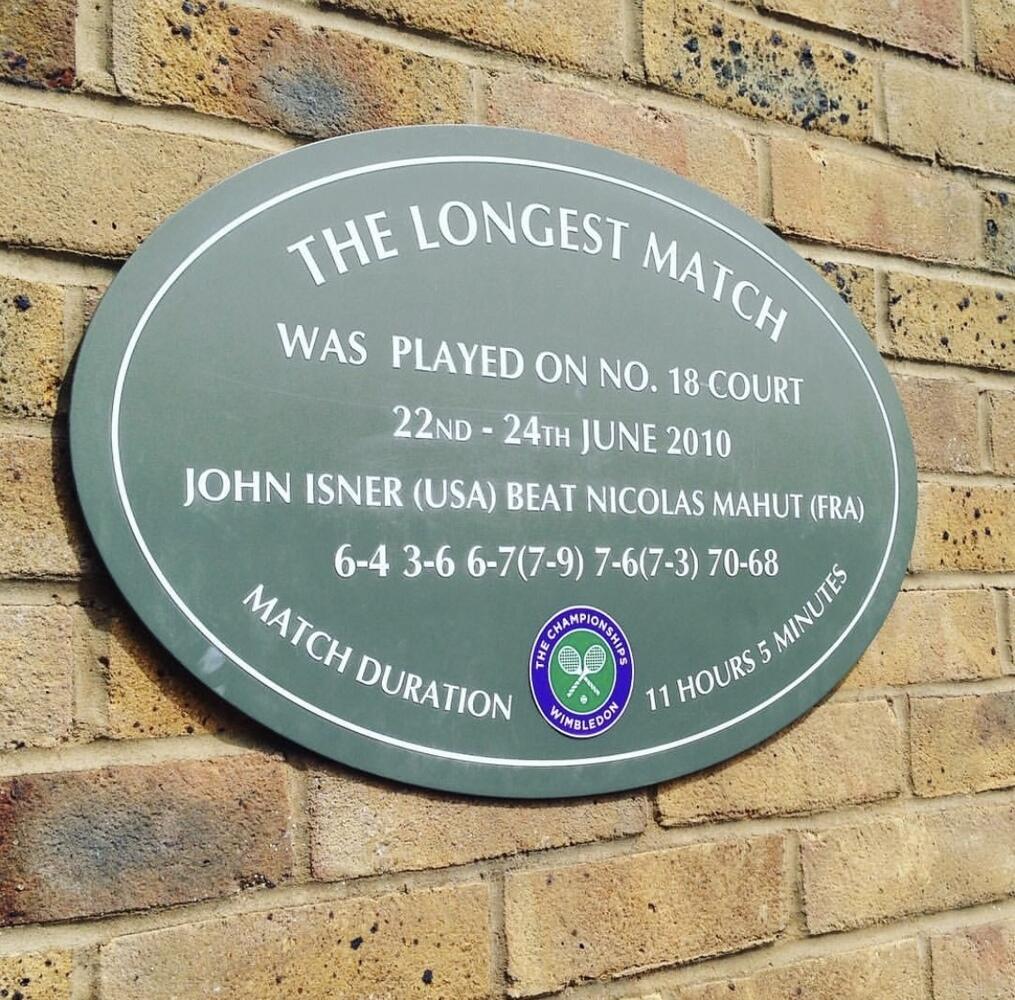 THE LONGEST MATCH
WAS PLAYED ON NO. 18 COURT
22ND - 24TH JUNE 2010
JOHN ISNER (USA) BEAT NICOLAS MAHUT (FRA)
6-4 3-6 6-7(7-9) 7-6(7-3) 70-68
MATCH DURATION 11 HOURS 5 MINUTES
THE CHAMPIONSHIPS
WIMBLEDON